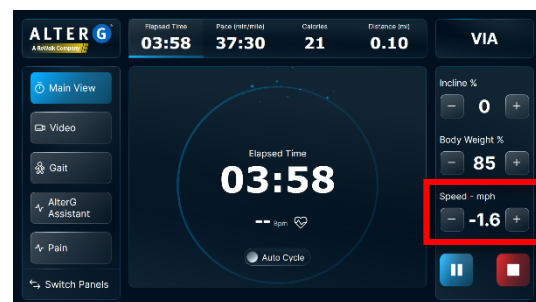 ALTER G
A ReWalk Company
Elapsed Time
03:58
Pace (min/mile)
37:30
Calories
21
Distance (mi)
0.10
VIA
Main View
Video
Gait
AlterG
Assistant
Pain
Switch Panels
Elapsed Time
03:58
-- Bpm
Auto Cycle
Incline %
- 0 +
Body Weight %
- 85 +
Speed - mph
- -1.6 +